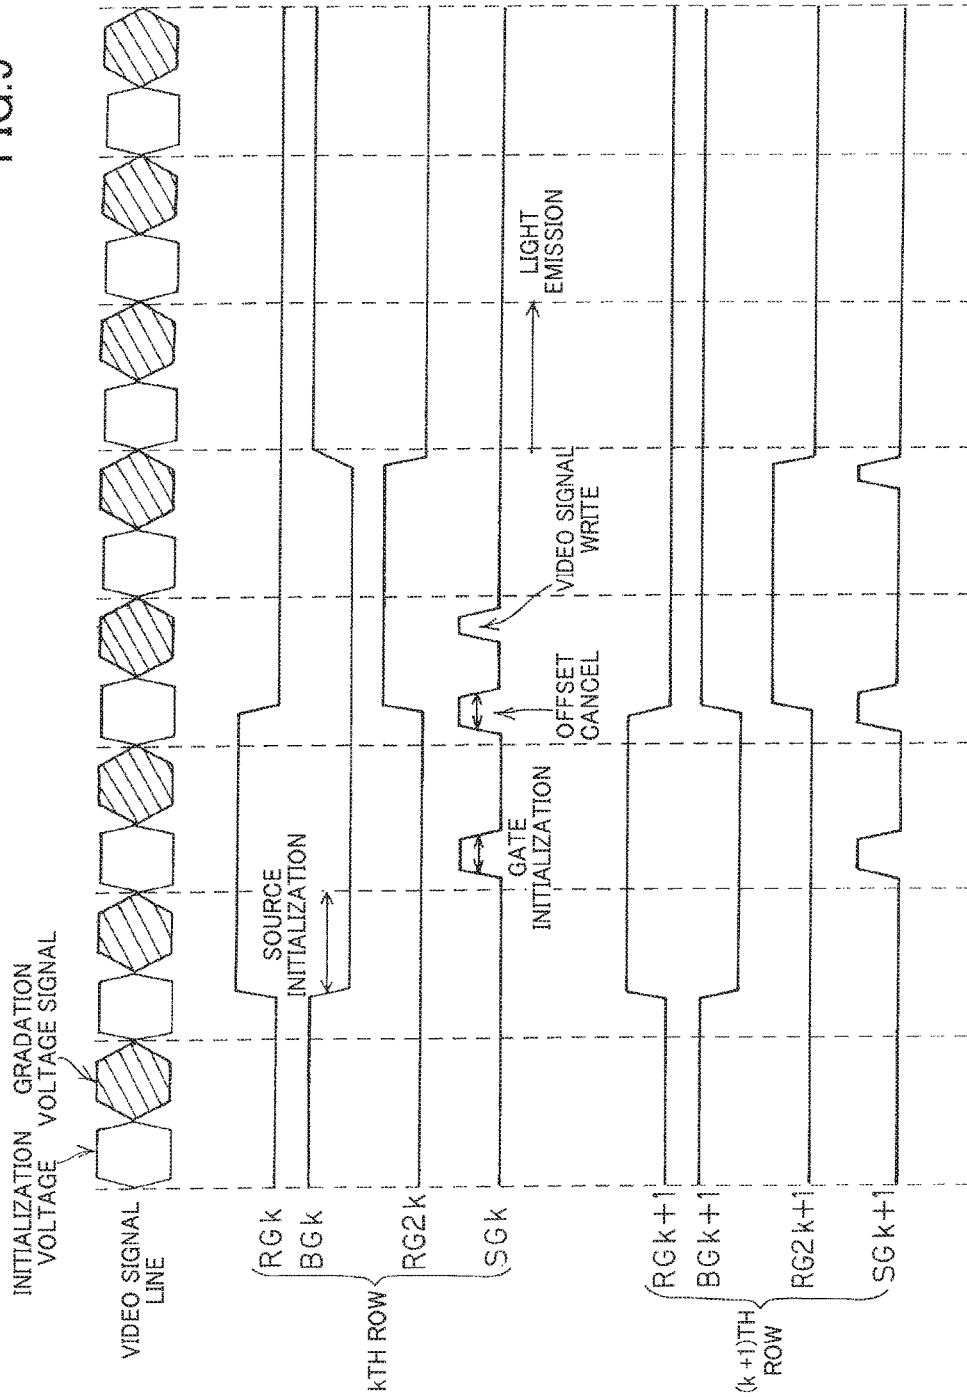 FIG.5
INITIALIZATION
VOLTAGE
GRADATION
VOLTAGE SIGNAL
VIDEO SIGNAL
LINE
kTH ROW
RGk
BGk
SOURCE
INITIALIZATION
RG2k
SGk
GATE
INITIALIZATION
OFFSET
CANCEL
VIDEO SIGNAL
WRITE
LIGHT
EMISSION
(k+1)TH
ROW
RGk+1
BGk+1
RG2k+1
SGk+1